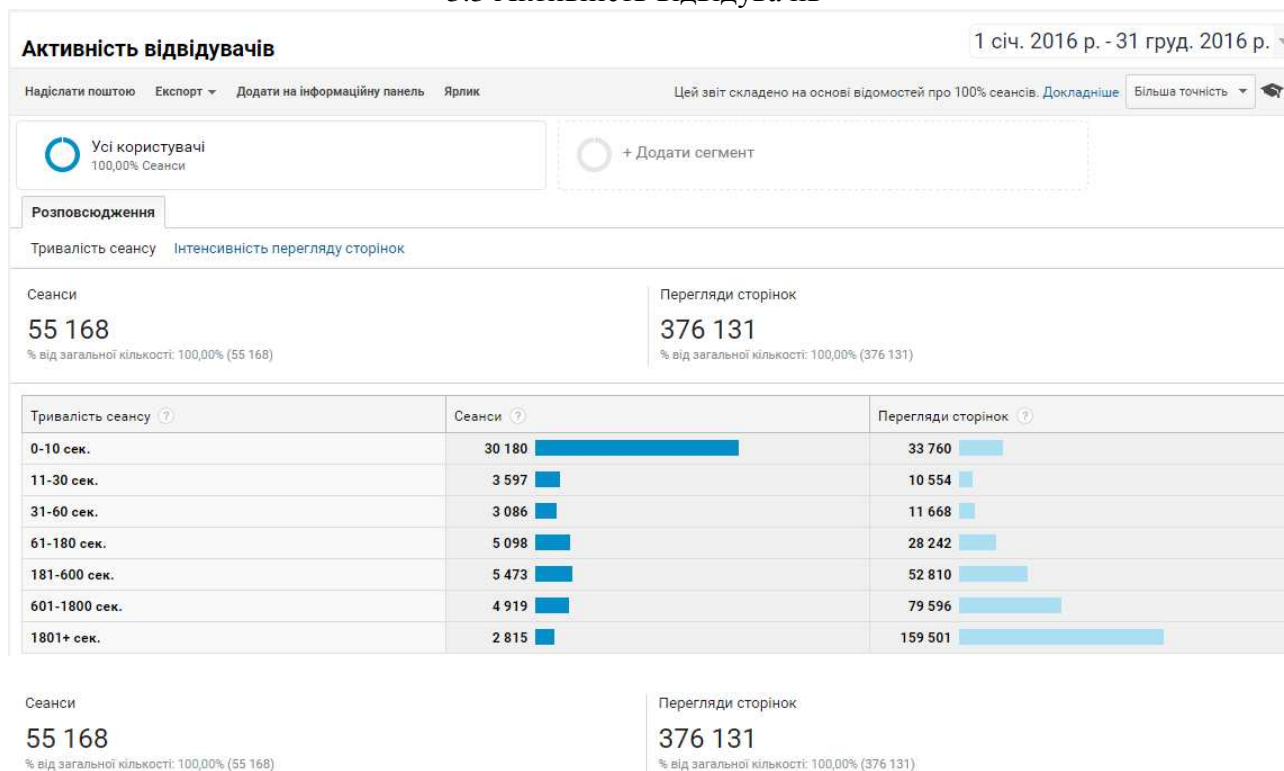 Активність відвідувачів
1 січ. 2016 р. - 31 груд. 2016 р.
Надіслати поштою Експорт Додати на інформаційну панель Ярлик Цей звіт складено на основі відомостей про 100% сеансів. Докладніше Більша точність
Усі користувачі
100,00% Сеанси
+ Додати сегмент
Розповсюдження
Тривалість сеансу Інтенсивність перегляду сторінок
Сеанси Перегляди сторінок
55 168 376 131
% від загальної кількості: 100,00% (55 168) % від загальної кількості: 100,00% (376 131)
Тривалість сеансу ? Сеанси ? Перегляди сторінок ?
0-10 сек. 30 180 33 760
11-30 сек. 3 597 10 554
31-60 сек. 3 086 11 668
61-180 сек. 5 098 28 242
181-600 сек. 5 473 52 810
601-1800 сек. 4 919 79 596
1801+ сек. 2 815 159 501
Сеанси Перегляди сторінок
55 168 376 131
% від загальної кількості: 100,00% (55 168) % від загальної кількості: 100,00% (376 131)